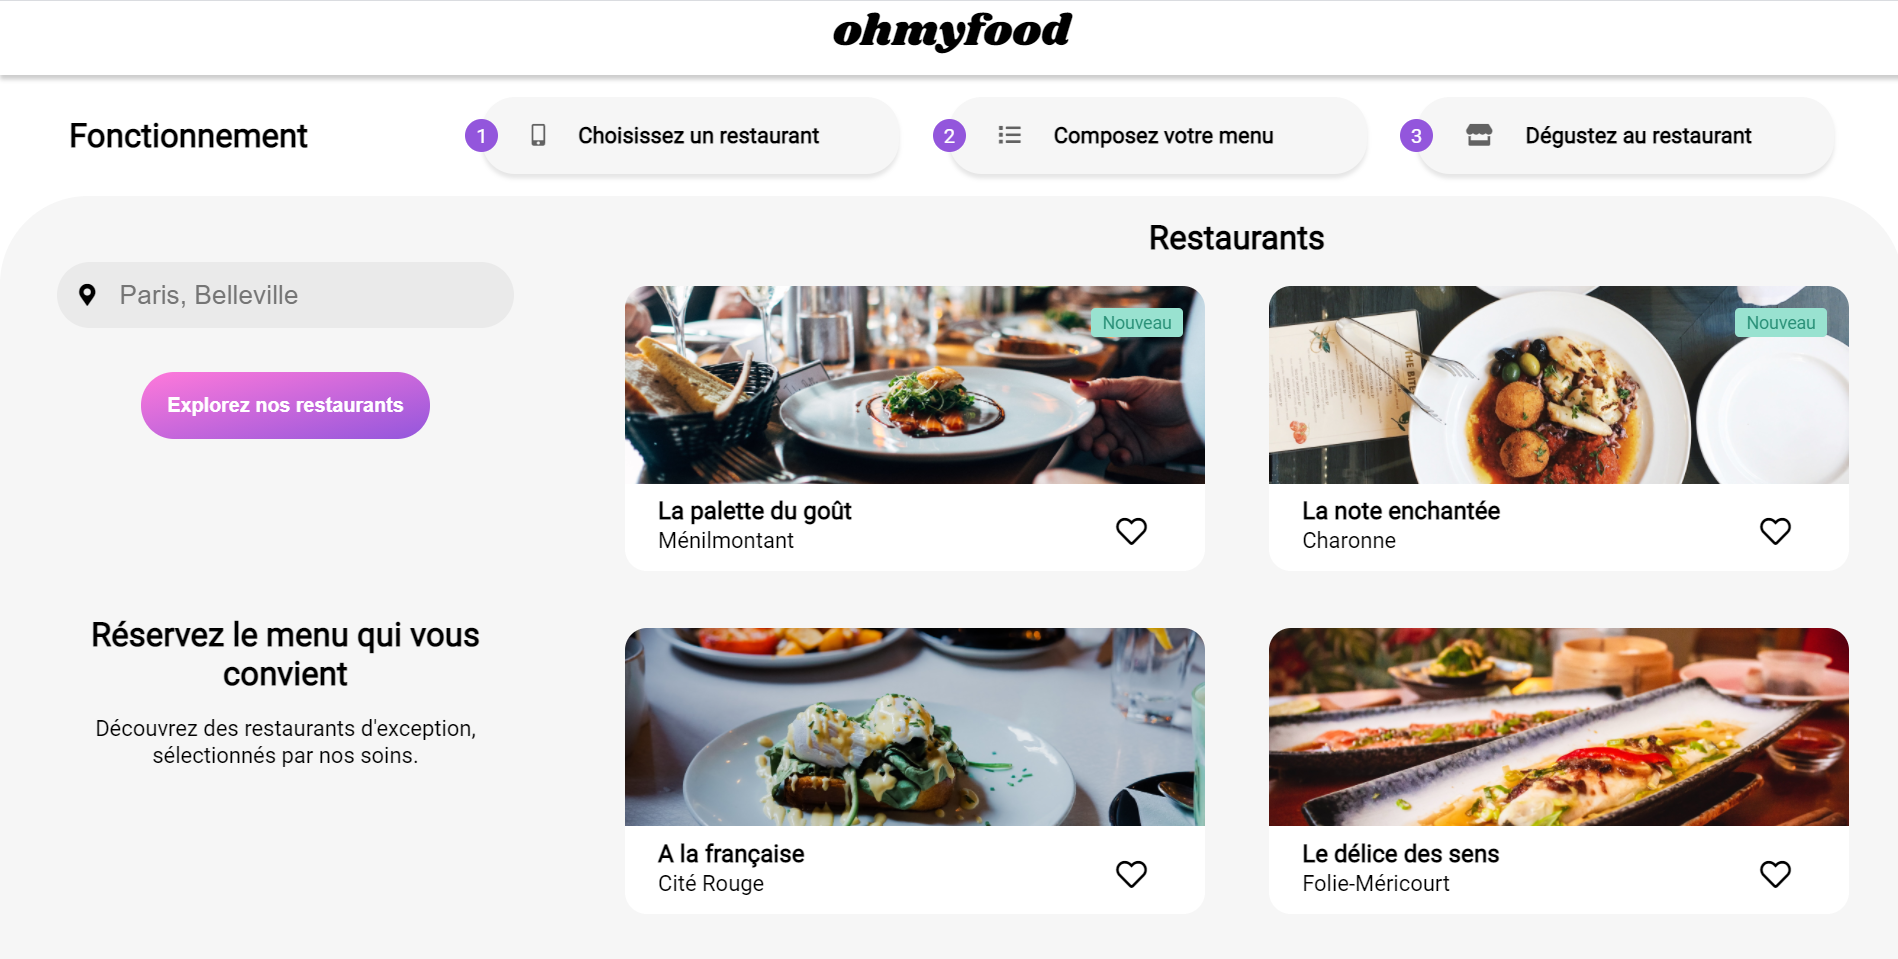 ohmyfood
Fonctionnement
1 Choisissez un restaurant
2 Composez votre menu
3 Dégustez au restaurant
Paris, Belleville
Explorez nos restaurants
Réservez le menu qui vous
convient
Découvrez des restaurants d'exception,
sélectionnés par nos soins.
Restaurants
Nouveau
La palette du goût
Ménilmontant
Nouveau
THE BITE
La note enchantée
Charonne
A la française
Cité Rouge
Le délice des sens
Folie-Méricourt